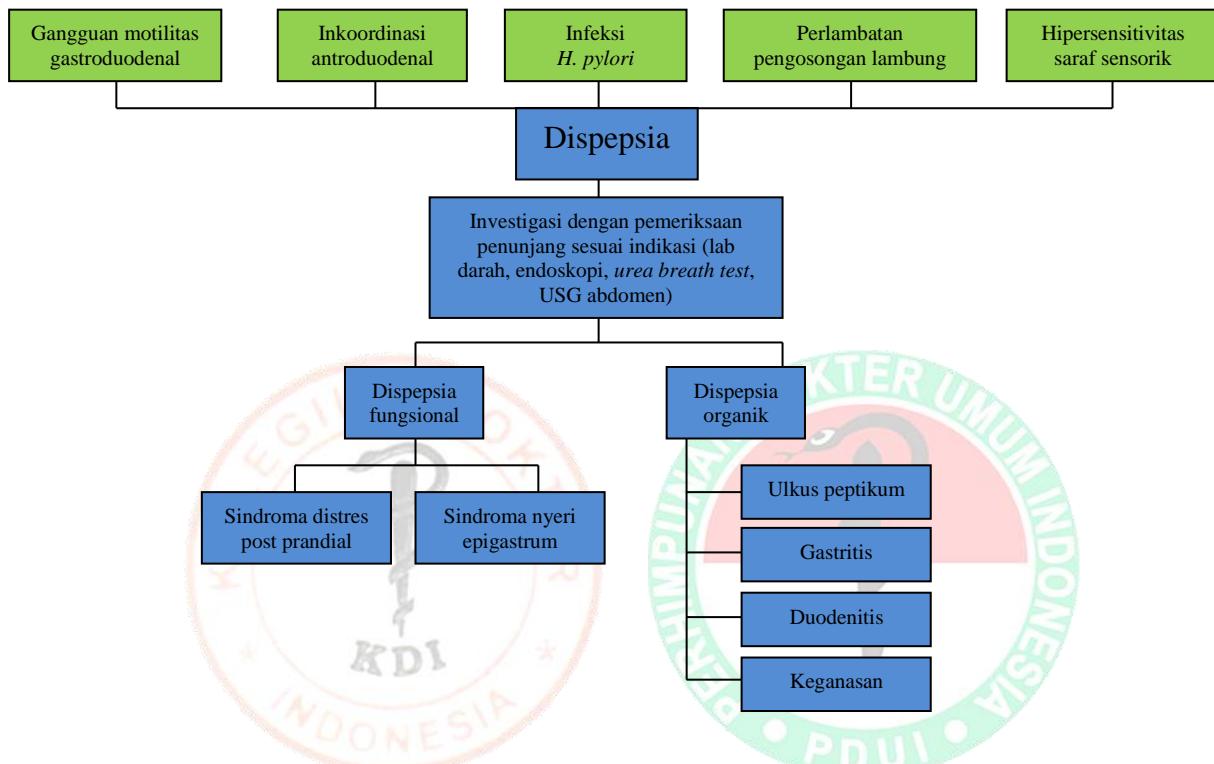 Gangguan motilitas
gastroduodenal
Inkoordinasi
antroduodenal
Infeksi
H. pylori
Perlambatan
pengosongan lambung
Hipersensitivitas
saraf sensorik
Dispepsia
Investigasi dengan pemeriksaan
penunjang sesuai indikasi (lab
darah, endoskopi, urea breath test,
USG abdomen)
Dispepsia
fungsional
Dispepsia
organik
Sindroma distres
post prandial
Sindroma nyeri
epigastrum
Ulkus peptikum
Gastritis
Duodenitis
Keganasan
KDI
INDONESIA
UMUM INDONESIA
PDUI